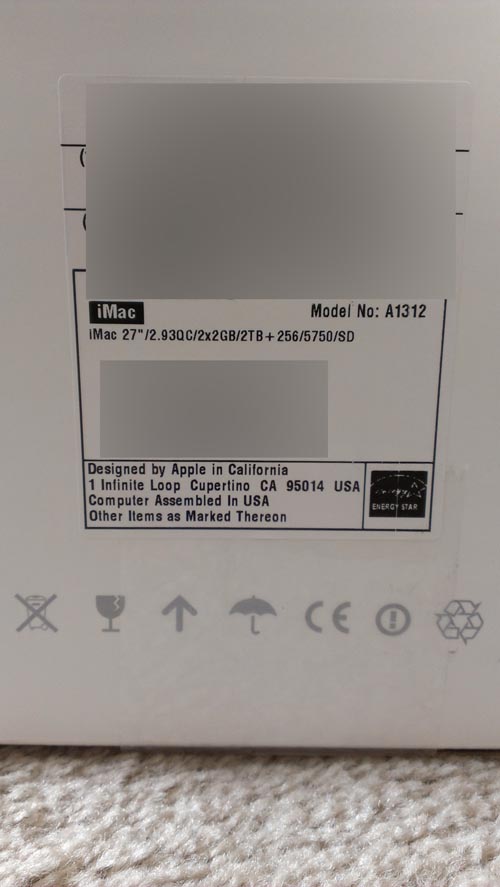 iMac
Model No: A1312
iMac 27"/2.93QC/2x2GB/2TB+256/5750/SD
Designed by Apple in California
1 Infinite Loop Cupertino CA 95014 USA
Computer Assembled In USA
Other Items as Marked Thereon
ENERGY STAR
CE